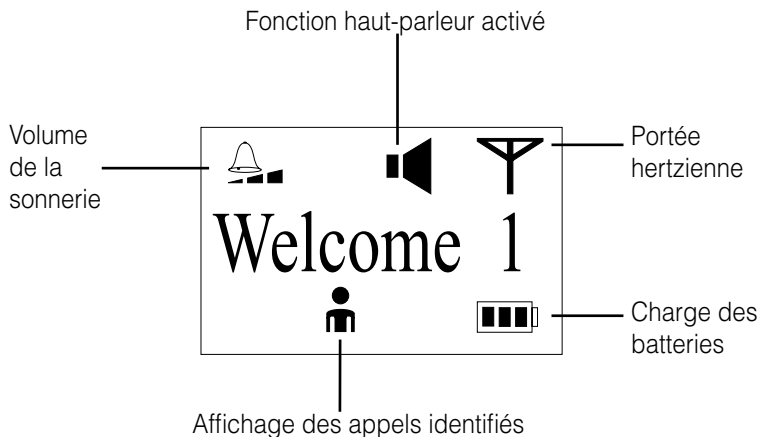 Fonction haut-parleur activé
Volume
de la
sonnerie
Portée
hertzienne
Welcome 1
Charge des
batteries
Affichage des appels identifiés